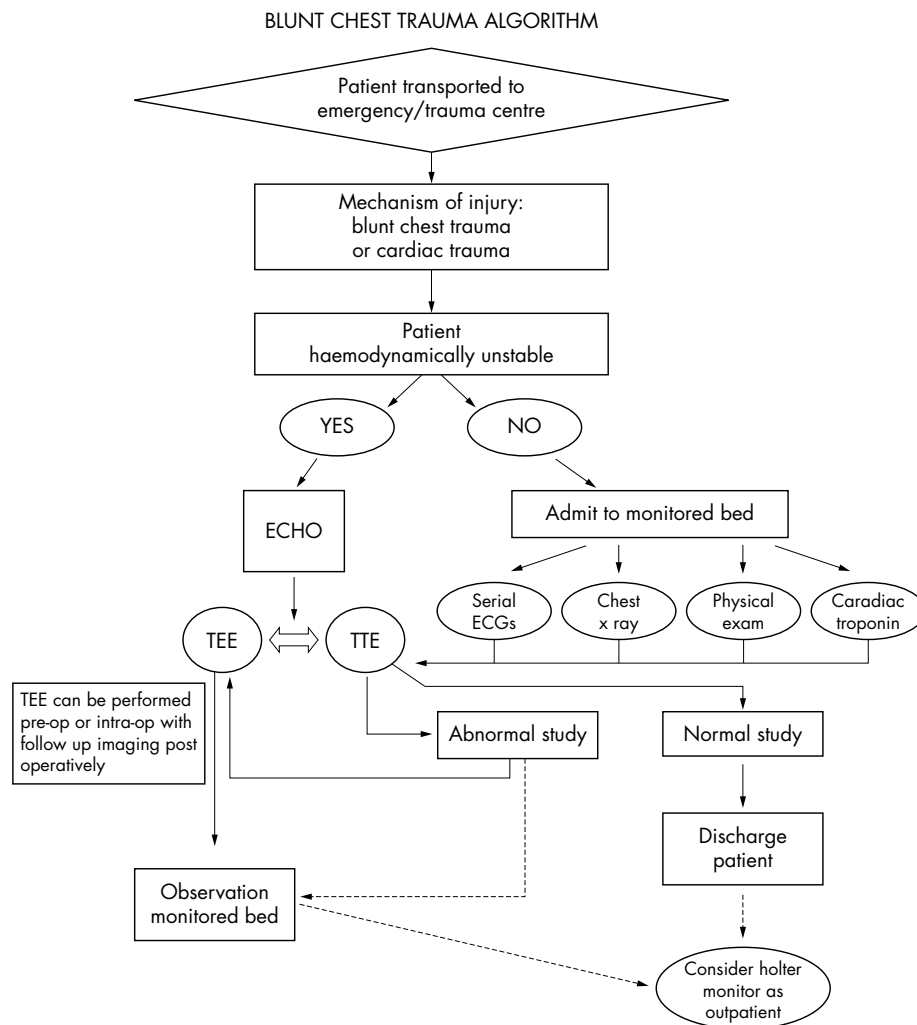 BLUNT CHEST TRAUMA ALGORITHM
Patient transported to
emergency/trauma centre
Mechanism of injury:
blunt chest trauma
or cardiac trauma
Patient
haemodynamically unstable
YES
NO
ECHO
Admit to monitored bed
Serial
ECGs
Chest
x ray
Physical
exam
Caradiac
troponin
TEE
TTE
TEE can be performed
pre-op or intra-op with
follow up imaging post
operatively
Abnormal study
Normal study
Discharge
patient
Observation
monitored bed
Consider holter
monitor as
outpatient